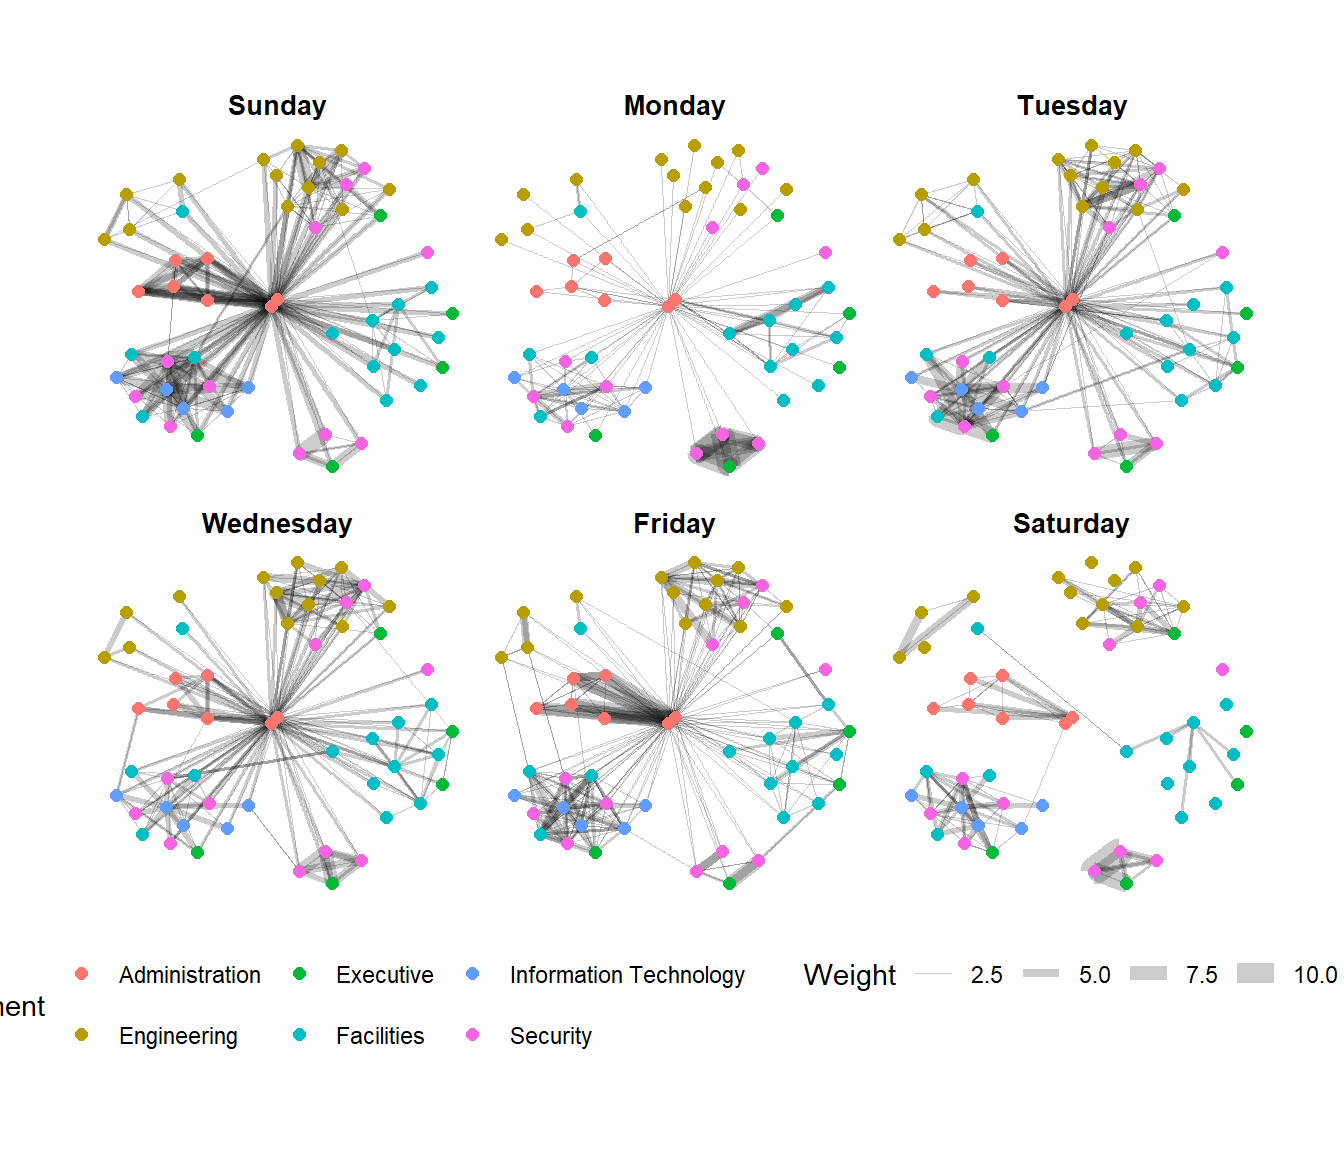 Sunday
Monday
Tuesday
Wednesday
Friday
Saturday
ment
Administration
Executive
Information Technology
Engineering
Facilities
Security
Weight
2.5
5.0
7.5
10.0